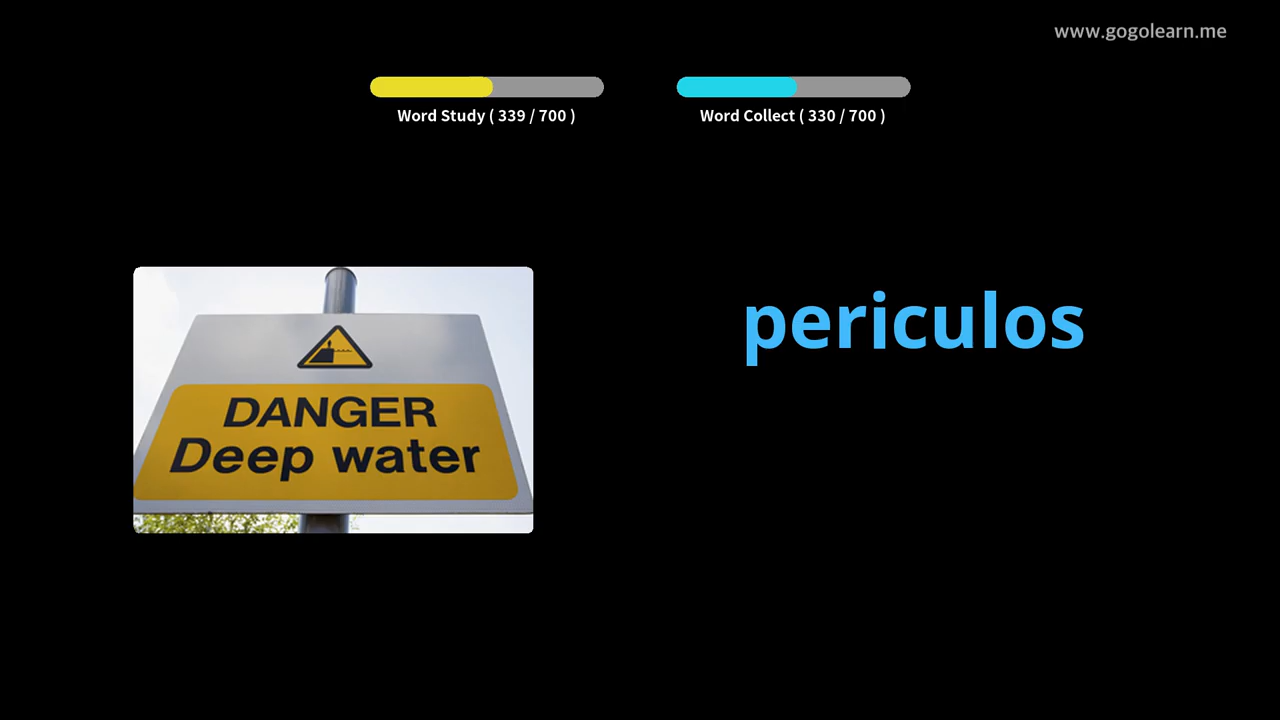 www.gogolearn.me
Word Study ( 339 / 700 )
Word Collect ( 330 / 700 )
periculos
DANGER
Deep water